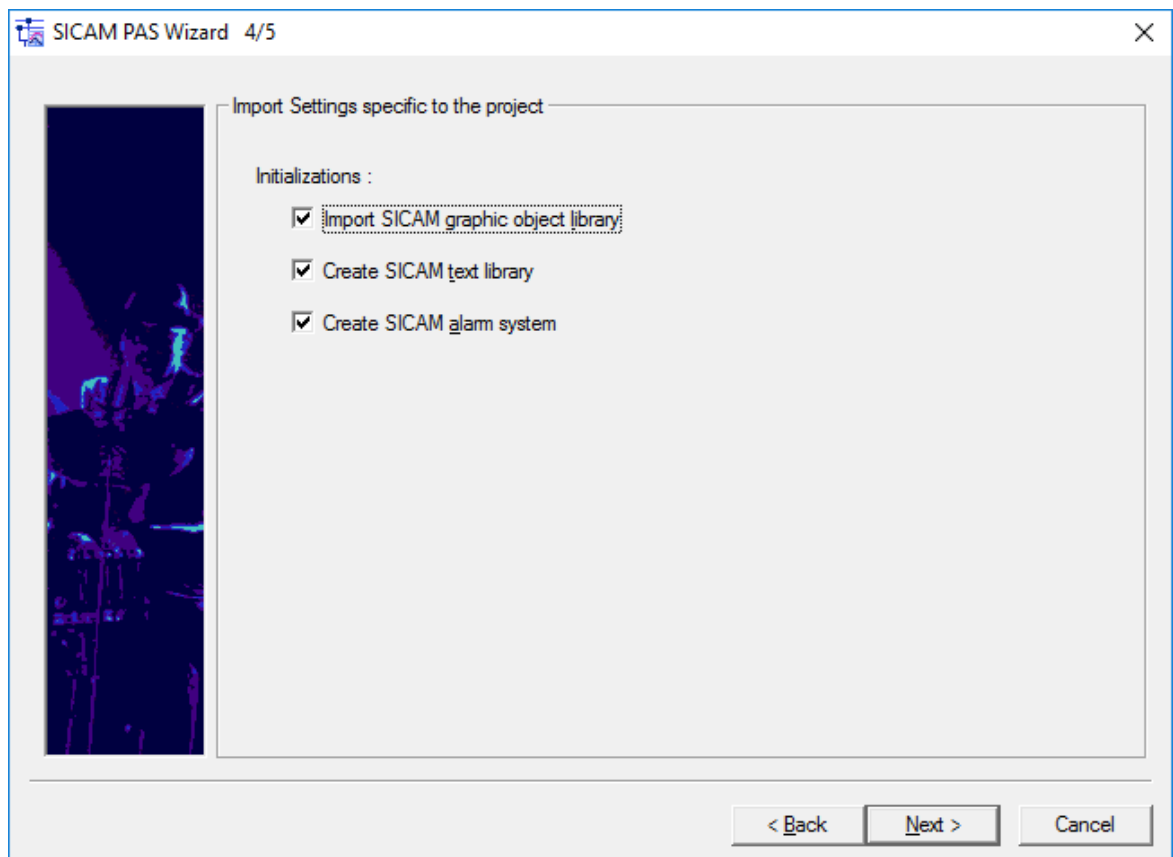 SICAM PAS Wizard 4/5
Import Settings specific to the project
Initializations :
Import SICAM graphic object library
Create SICAM text library
Create SICAM alarm system
< Back
Next >
Cancel